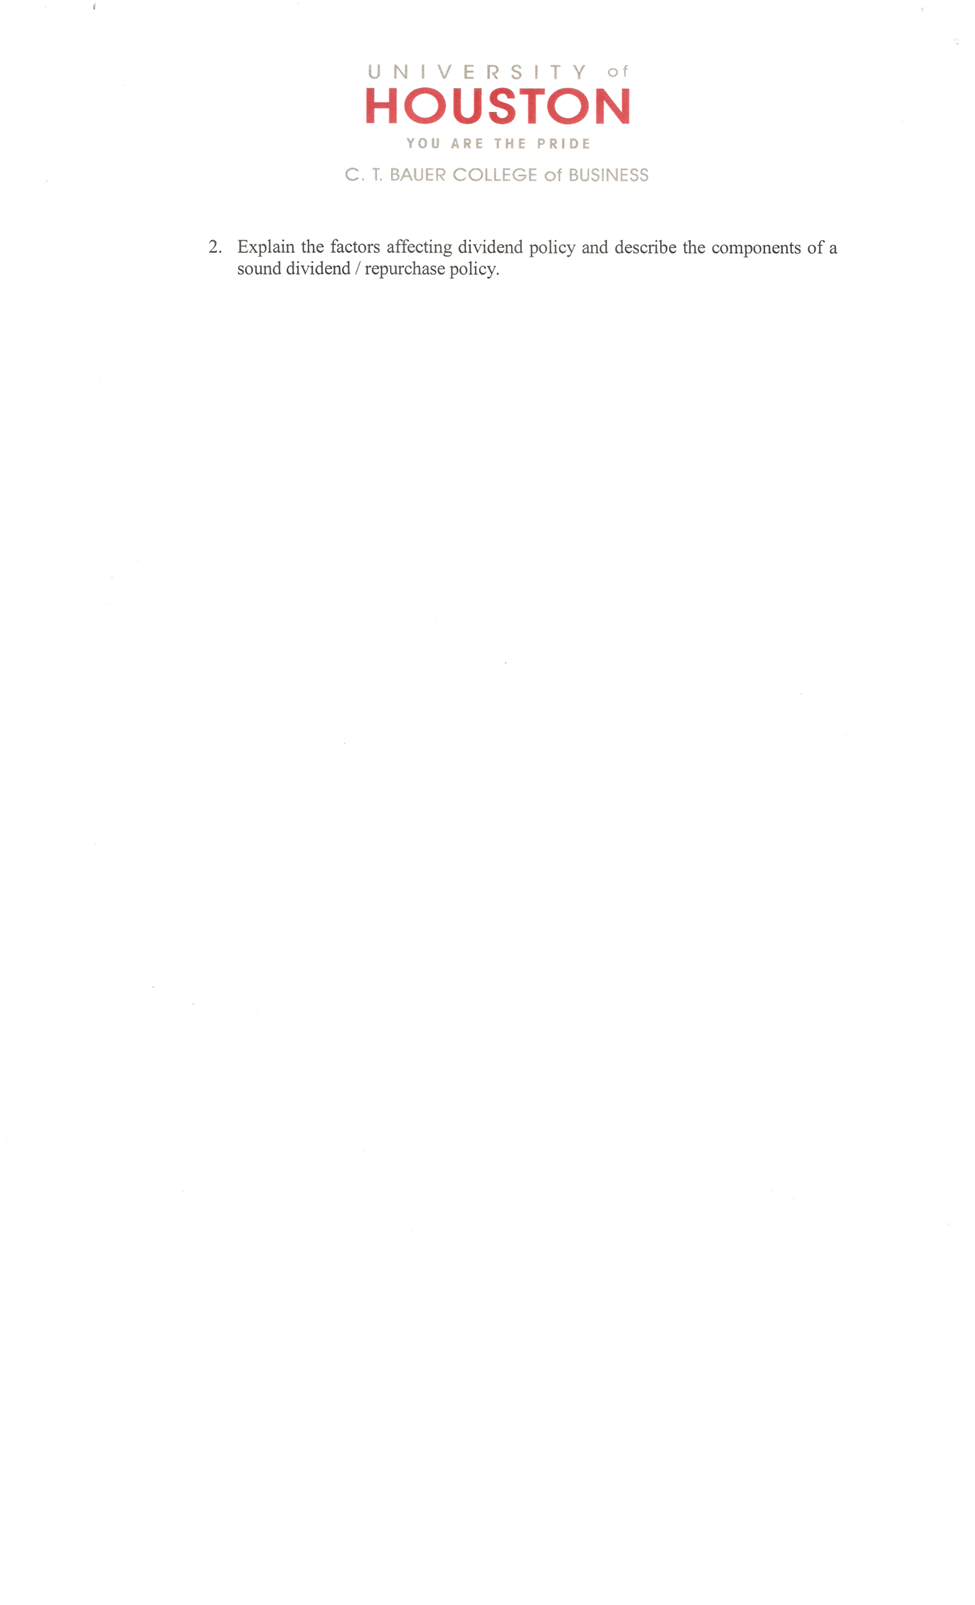 UNIVERSITY of
HOUSTON
YOU ARE THE PRIDE
C. T. BAUER COLLEGE of BUSINESS
2. Explain the factors affecting dividend policy and describe the components of a
sound dividend / repurchase policy.